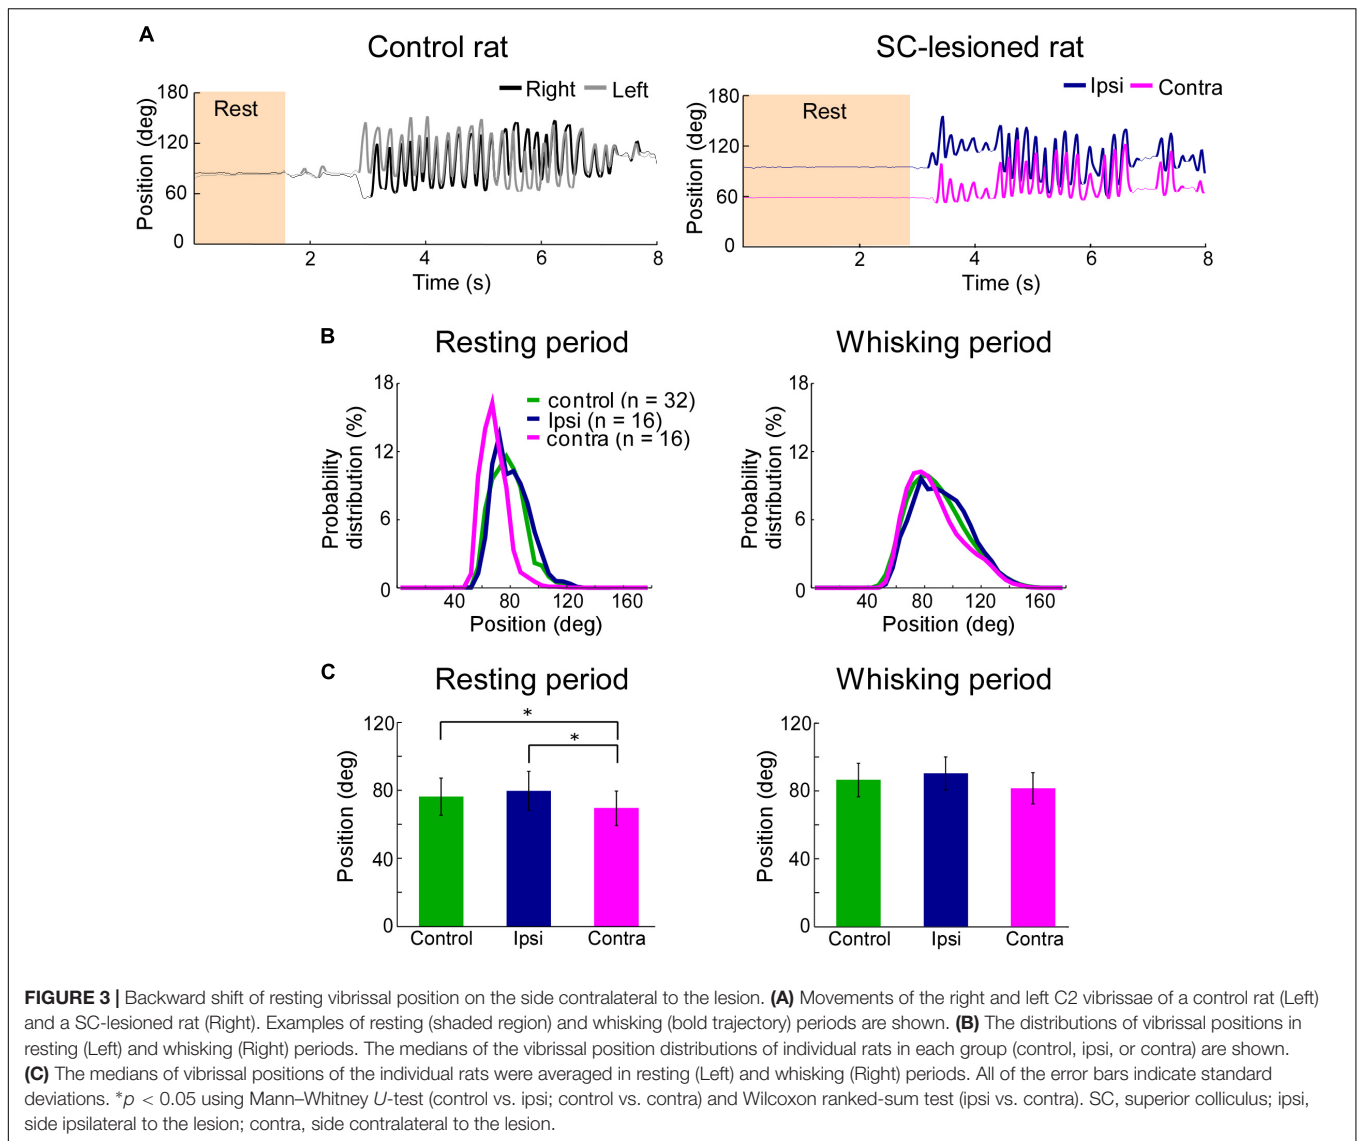 A
Control rat
SC-lesioned rat
Right Left
Ipsi Contra
Rest
Rest
Position (deg)
180
120
60
0
2 4 6 8
Time (s)
Position (deg)
180
120
60
0
2 4 6 8
Time (s)
B
Resting period
Whisking period
control (n = 32)
Ipsi (n = 16)
contra (n = 16)
Probability
distribution (%)
18
12
6
0
40 80 120 160
Position (deg)
Probability
distribution (%)
18
12
6
0
40 80 120 160
Position (deg)
C
Resting period
Whisking period
*
*
Position (deg)
120
80
40
0
Control Ipsi Contra
Position (deg)
120
80
40
0
Control Ipsi Contra
FIGURE 3 | Backward shift of resting vibrissal position on the side contralateral to the lesion. (A) Movements of the right and left C2 vibrissae of a control rat (Left)
and a SC-lesioned rat (Right). Examples of resting (shaded region) and whisking (bold trajectory) periods are shown. (B) The distributions of vibrissal positions in
resting (Left) and whisking (Right) periods. The medians of the vibrissal position distributions of individual rats in each group (control, ipsi, or contra) are shown.
(C) The medians of vibrissal positions of the individual rats were averaged in resting (Left) and whisking (Right) periods. All of the error bars indicate standard
deviations. *p < 0.05 using Mann–Whitney U-test (control vs. ipsi; control vs. contra) and Wilcoxon ranked-sum test (ipsi vs. contra). SC, superior colliculus; ipsi,
side ipsilateral to the lesion; contra, side contralateral to the lesion.